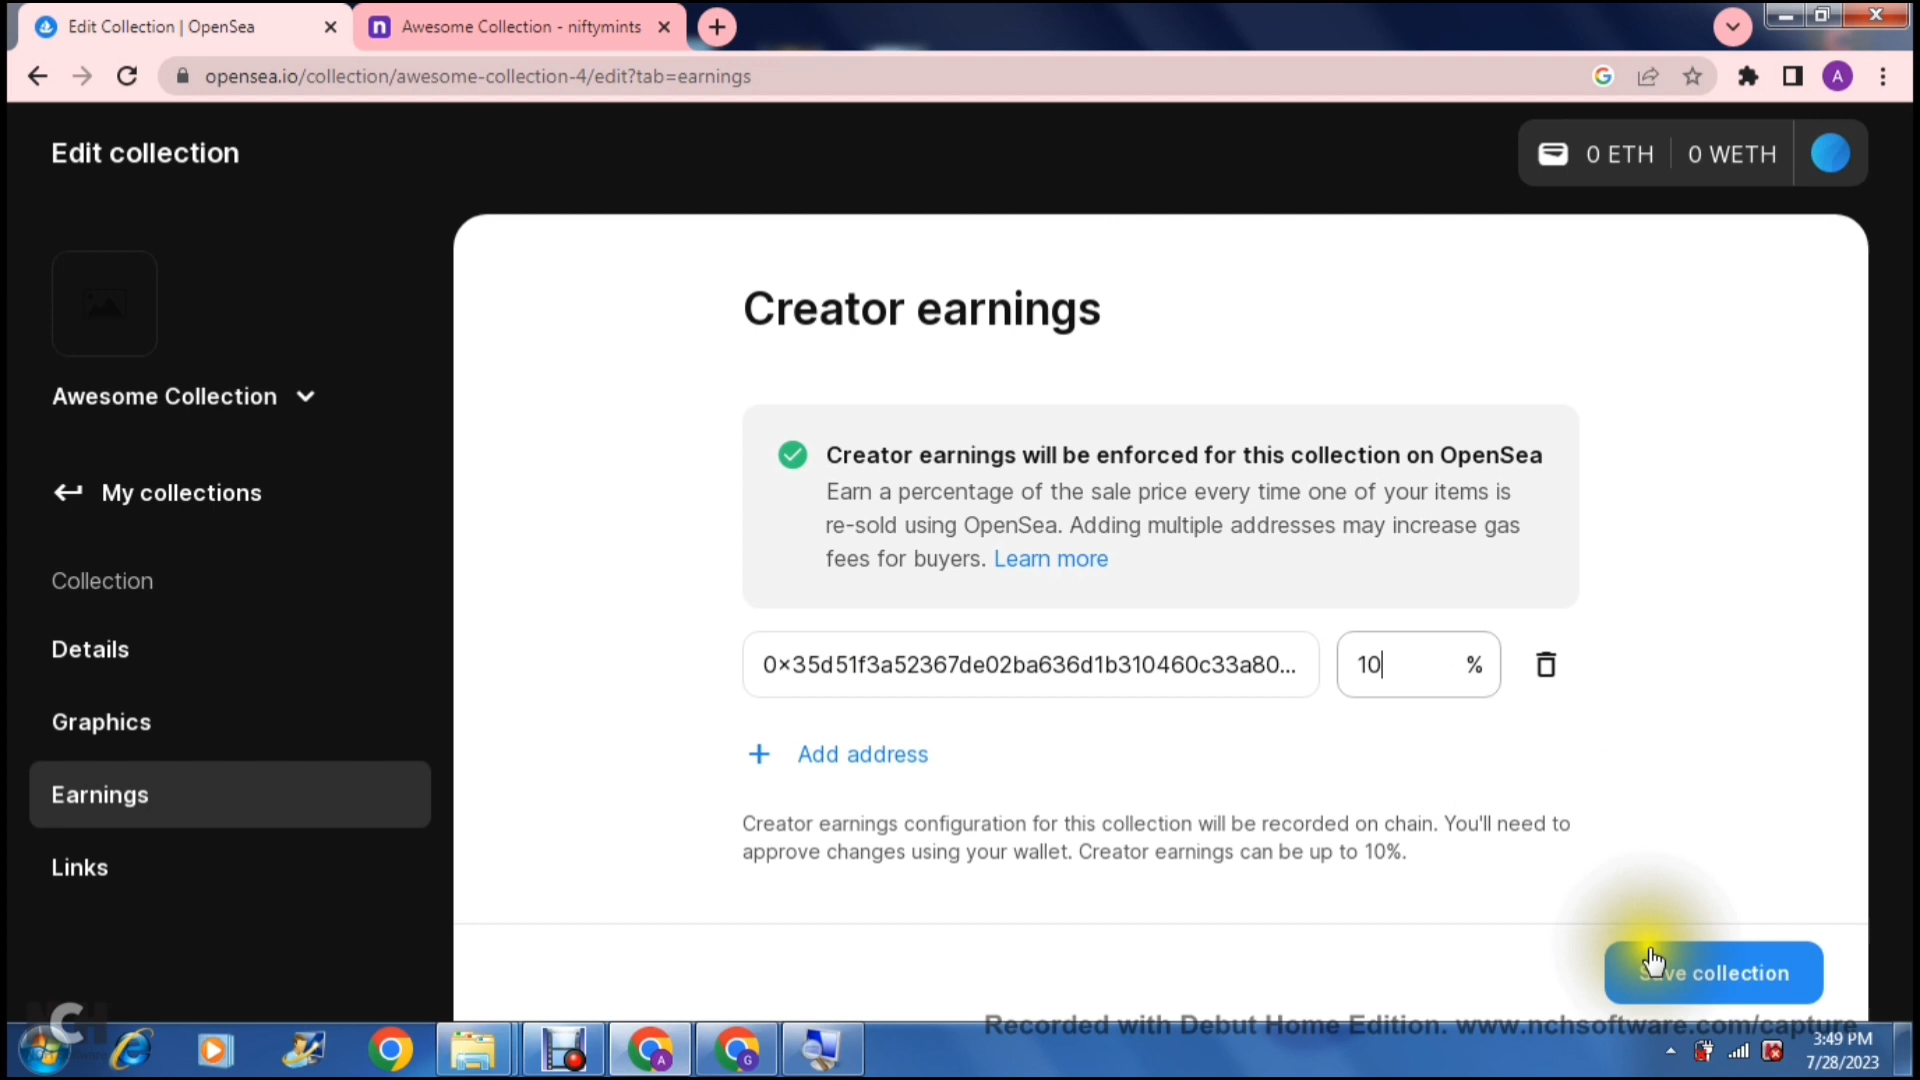 Edit Collection | OpenSea
Awesome Collection - niftymints
opensea.io/collection/awesome-collection-4/edit?tab=earnings
A
Edit collection
0 ETH
0 WETH
Awesome Collection
My collections
Collection
Details
Graphics
Earnings
Links
Creator earnings
Creator earnings will be enforced for this collection on OpenSea
Earn a percentage of the sale price every time one of your items is
re-sold using OpenSea. Adding multiple addresses may increase gas
fees for buyers. Learn more
0×35d51f3a52367de02ba636d1b310460c33a80...
10 %
+ Add address
Creator earnings configuration for this collection will be recorded on chain. You'll need to
approve changes using your wallet. Creator earnings can be up to 10%.
Save collection
NCH
Recorded with Debut Home Edition. www.nchsoftware.com/capture
A
G
3:49 PM
7/28/2023